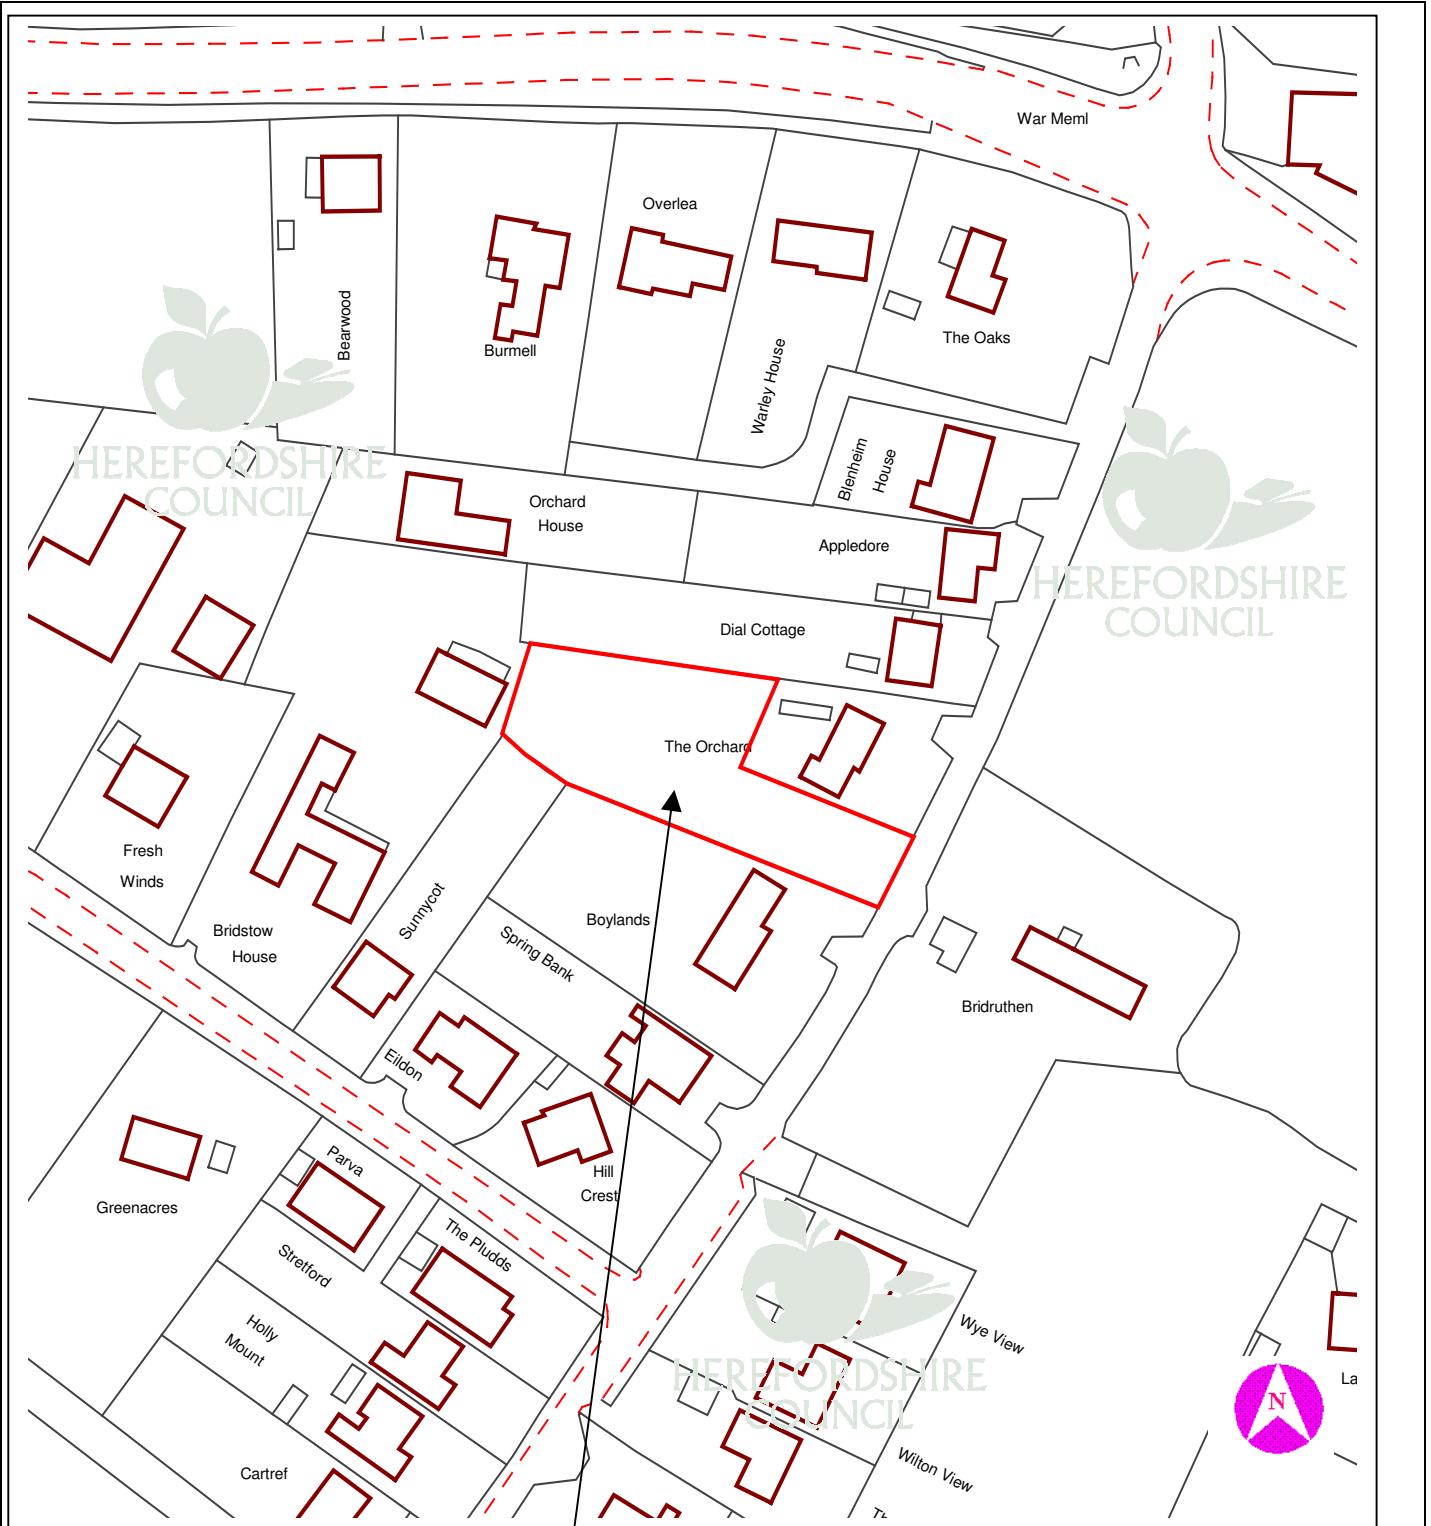 War Meml
Overlea
Bearwood
Burmell
Warley House
The Oaks
HEREFORDSHIRE
COUNCIL
Blenheim
House
Orchard
House
Appledore
HEREFORDSHIRE
COUNCIL
Dial Cottage
The Orchard
Fresh
Winds
Bridstow
House
Sunnycot
Boylands
Spring Bank
Bridruthen
Eildon
Hill
Crest
Parva
Greenacres
The Pludds
Stretford
Holly
Mount
Wye View
HEREFORDSHIRE
COUNCIL
La
N
Cartref
Wilton View